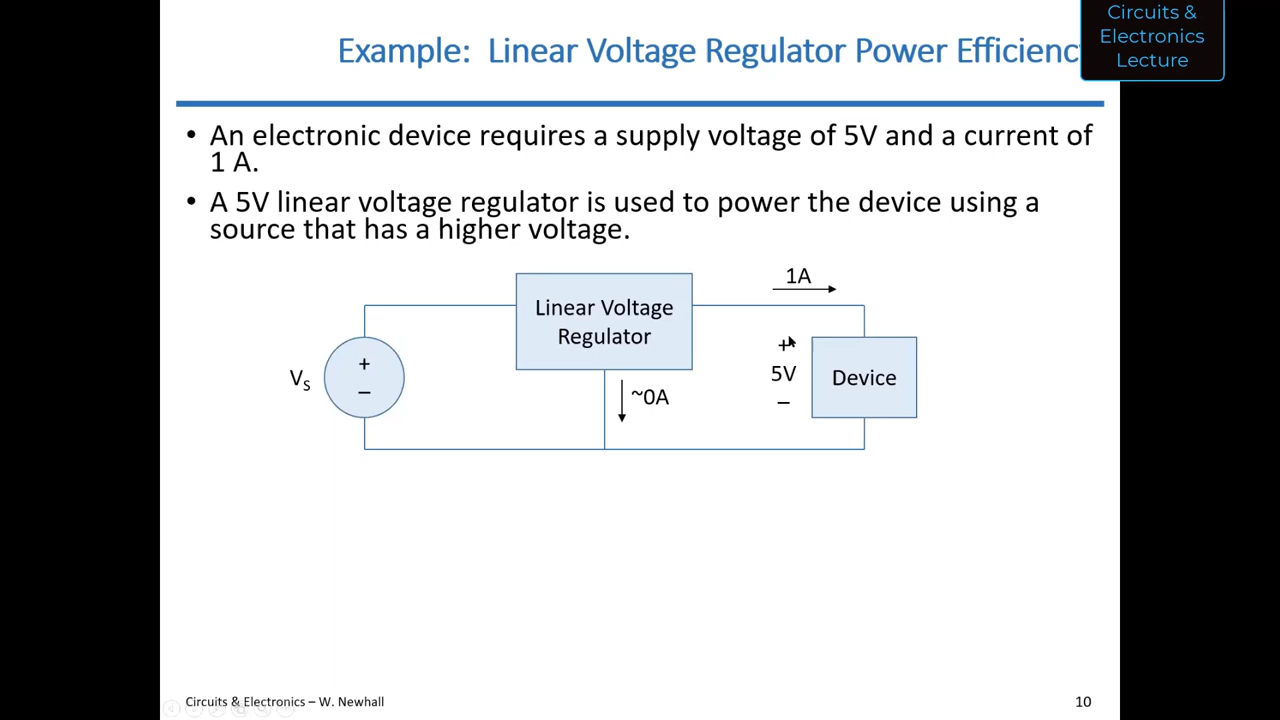 Circuits &
Electronics
Lecture
Example: Linear Voltage Regulator Power Efficienc
• An electronic device requires a supply voltage of 5V and a current of
1 A.
• A 5V linear voltage regulator is used to power the device using a
source that has a higher voltage.
1A
Linear Voltage
Regulator
+
+
VS
5V
Device
−
~0A
−
Circuits & Electronics – W. Newhall
10